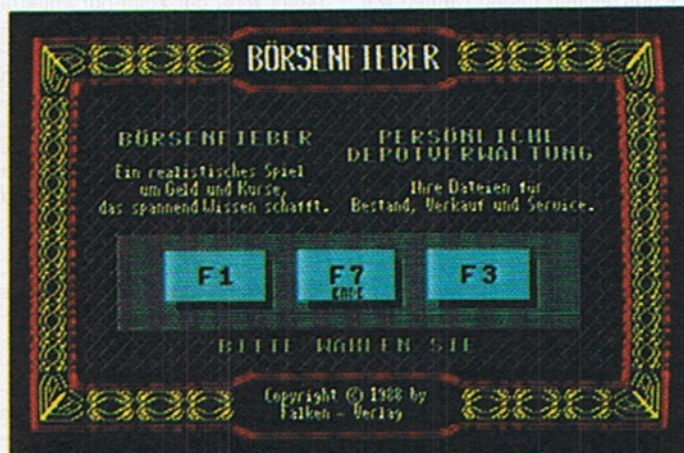 BÖRSENFIEBER
BÖRSENFIEBER
Ein realistisches Spiel
um Geld und Kurse,
das spannend Wissen schafft.
PERSÖNLICHE
DEPOTVERWALTUNG
Ihre Dateien für
Bestand, Verkauf und Service.
F1
F7
ENDE
F3
BITTE WÄHLEN SIE
Copyright © 1988 by
Falken - Verlag